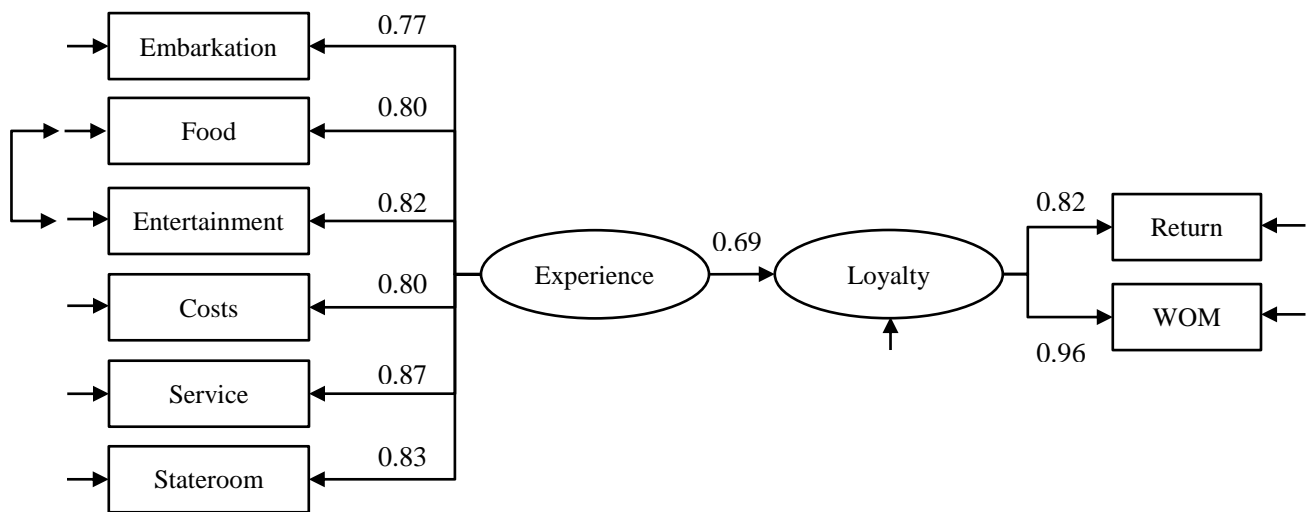 Embarkation
0.77
Food
0.80
Entertainment
0.82
Costs
0.80
Service
0.87
Stateroom
0.83
Experience
0.69
Loyalty
0.82
Return
WOM
0.96